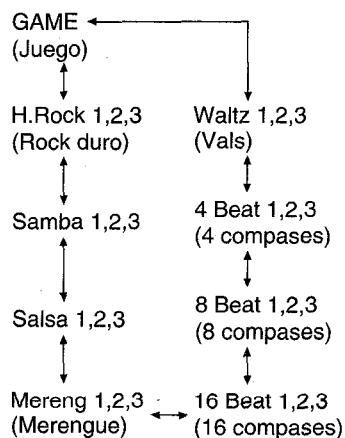 GAME
(Juego)
H.Rock 1,2,3
(Rock duro)
Samba 1,2,3
Salsa 1,2,3
Mereng 1,2,3
(Merengue)
Waltz 1,2,3
(Vals)
4 Beat 1,2,3
(4 compases)
8 Beat 1,2,3
(8 compases)
16 Beat 1,2,3
(16 compases)